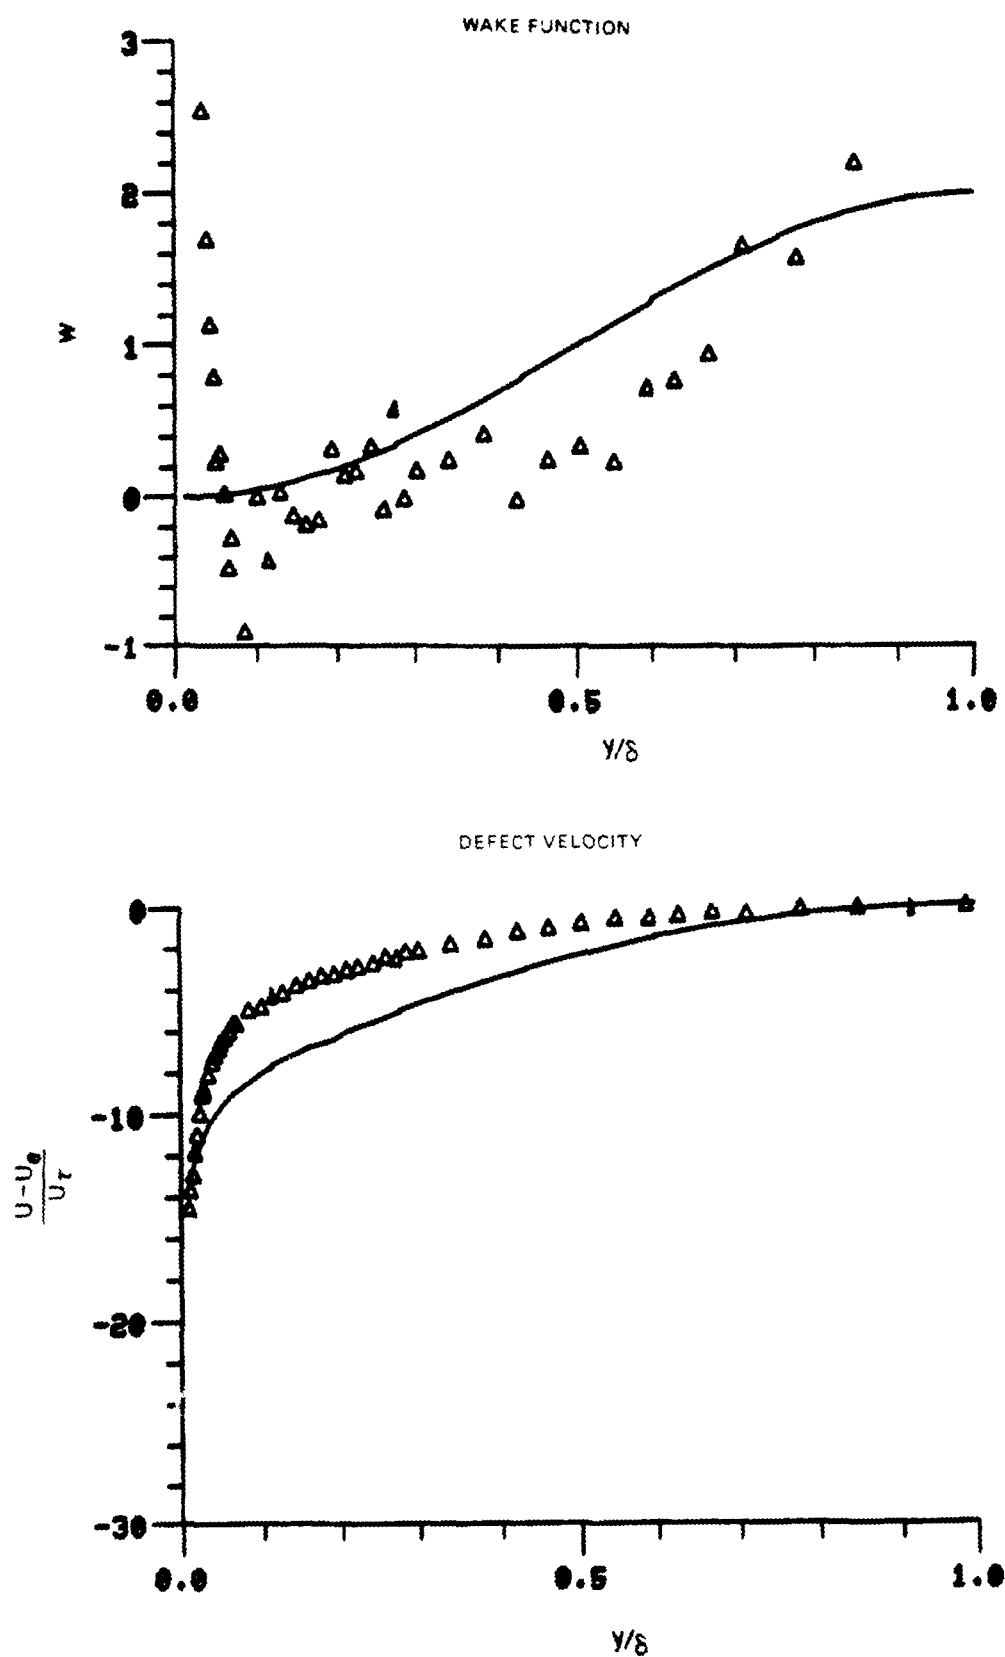 WAKE FUNCTION
3
2
W
1
0
-1
0.0 0.5 1.0
y/δ
DEFECT VELOCITY
0
-10
U-Ue
Uτ
-20
-30
0.0 0.5 1.0
y/δ